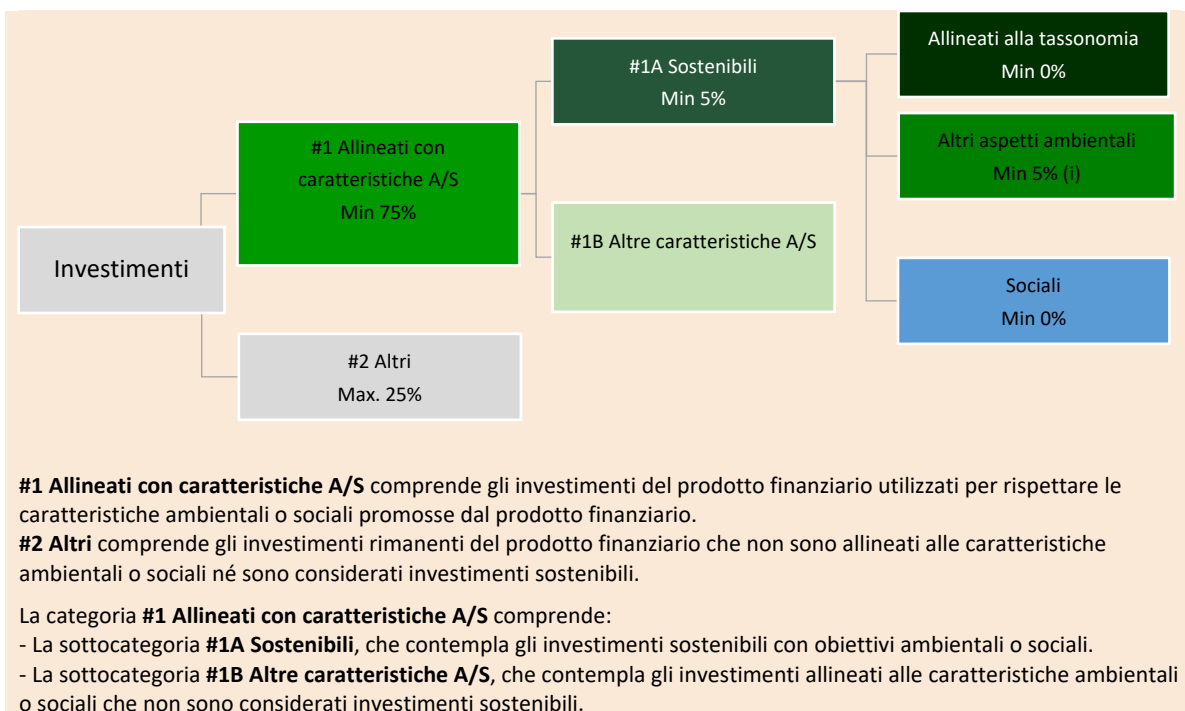 Investimenti
#1 Allineati con
caratteristiche A/S
Min 75%
#2 Altri
Max. 25%
#1A Sostenibili
Min 5%
#1B Altre caratteristiche A/S
Allineati alla tassonomia
Min 0%
Altri aspetti ambientali
Min 5% (i)
Sociali
Min 0%
#1 Allineati con caratteristiche A/S comprende gli investimenti del prodotto finanziario utilizzati per rispettare le
caratteristiche ambientali o sociali promosse dal prodotto finanziario.
#2 Altri comprende gli investimenti rimanenti del prodotto finanziario che non sono allineati alle caratteristiche
ambientali o sociali né sono considerati investimenti sostenibili.
La categoria #1 Allineati con caratteristiche A/S comprende:
- La sottocategoria #1A Sostenibili, che contempla gli investimenti sostenibili con obiettivi ambientali o sociali.
- La sottocategoria #1B Altre caratteristiche A/S, che contempla gli investimenti allineati alle caratteristiche ambientali
o sociali che non sono considerati investimenti sostenibili.